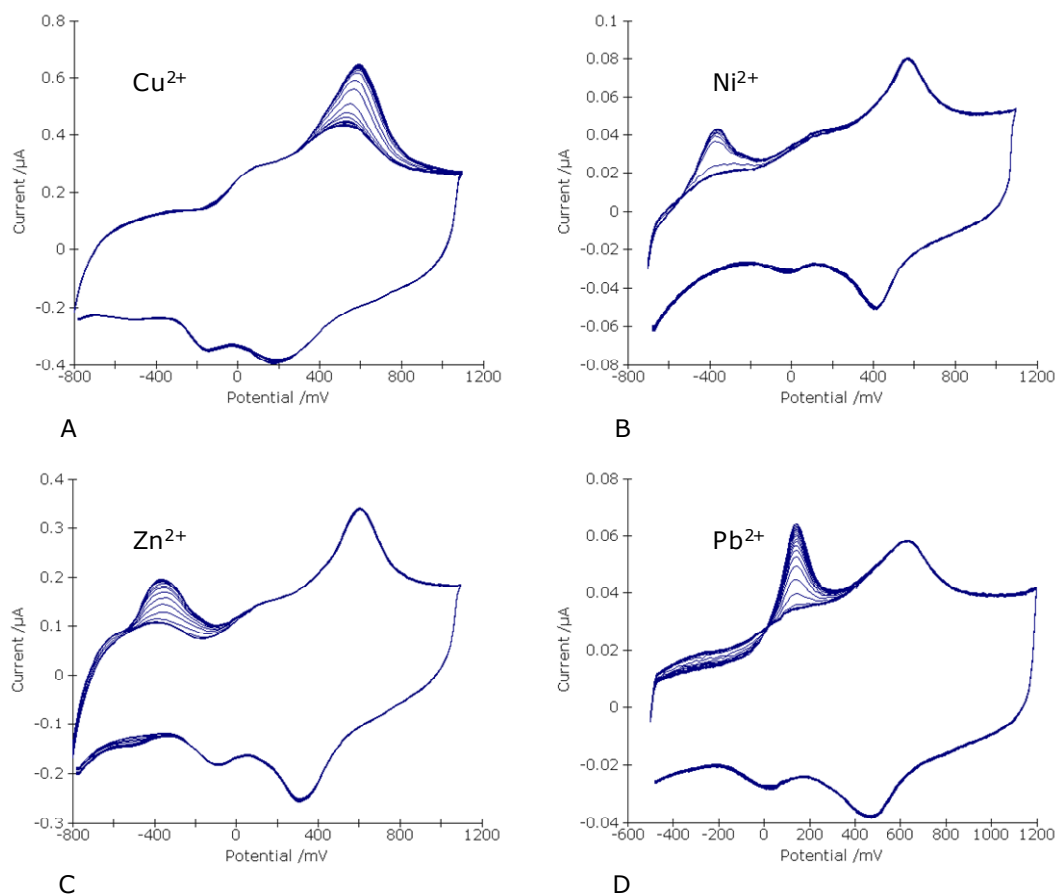 0.8
0.6
0.4
0.2
0
-0.2
-0.4
Current /µA
Cu²⁺
-800 -400 0 400 800 1200
Potential /mV
A
0.08
0.06
0.04
0.02
0
-0.02
-0.04
-0.06
-0.08
Current /µA
Ni²⁺
-800 -400 0 400 800 1200
Potential /mV
B
0.4
0.3
0.2
0.1
0
-0.1
-0.2
-0.3
Current /µA
Zn²⁺
-800 -400 0 400 800 1200
Potential /mV
C
0.08
0.06
0.04
0.02
0
-0.02
-0.04
Current /µA
Pb²⁺
-600 -400 -200 0 200 400 600 800 1000 1200
Potential /mV
D